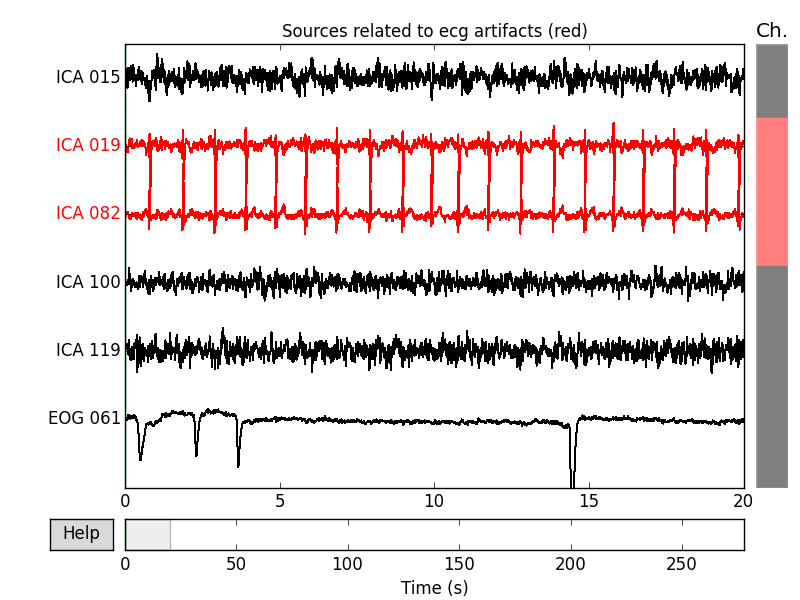 Sources related to ecg artifacts (red)
Ch.
ICA 015
ICA 019
ICA 082
ICA 100
ICA 119
EOG 061
0 5 10 15 20
Help
0 50 100 150 200 250
Time (s)